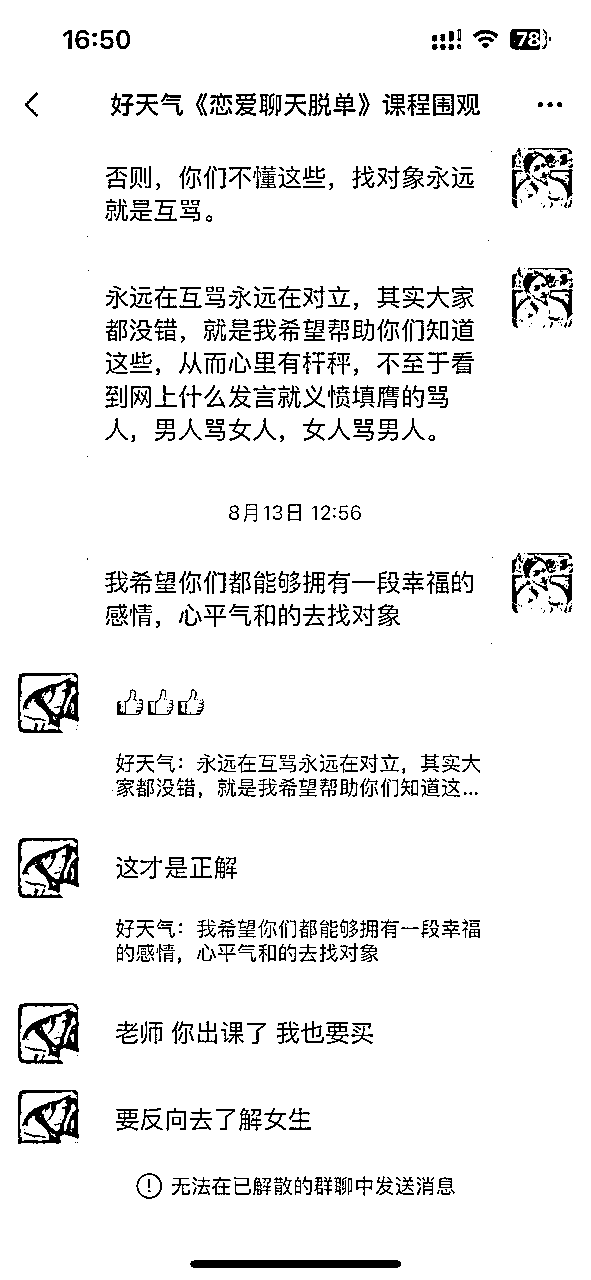 16:50
78
好天气《恋爱聊天脱单》课程围观
否则，你们不懂这些，找对象永远
就是互骂。
永远在互骂永远在对立，其实大家
都没错，就是我希望帮助你们知道
这些，从而心里有杆秤，不至于看
到网上什么发言就义愤填膺的骂
人，男人骂女人，女人骂男人。
8月13日 12:56
我希望你们都能够拥有一段幸福的
感情，心平气和的去找对象
👍👍👍
好天气：永远在互骂永远在对立，其实大
家都没错，就是我希望帮助你们知道这...
这才是正解
好天气：我希望你们都能够拥有一段幸福
的感情，心平气和的去找对象
老师 你出课了 我也要买
要反向去了解女生
无法在已解散的群聊中发送消息